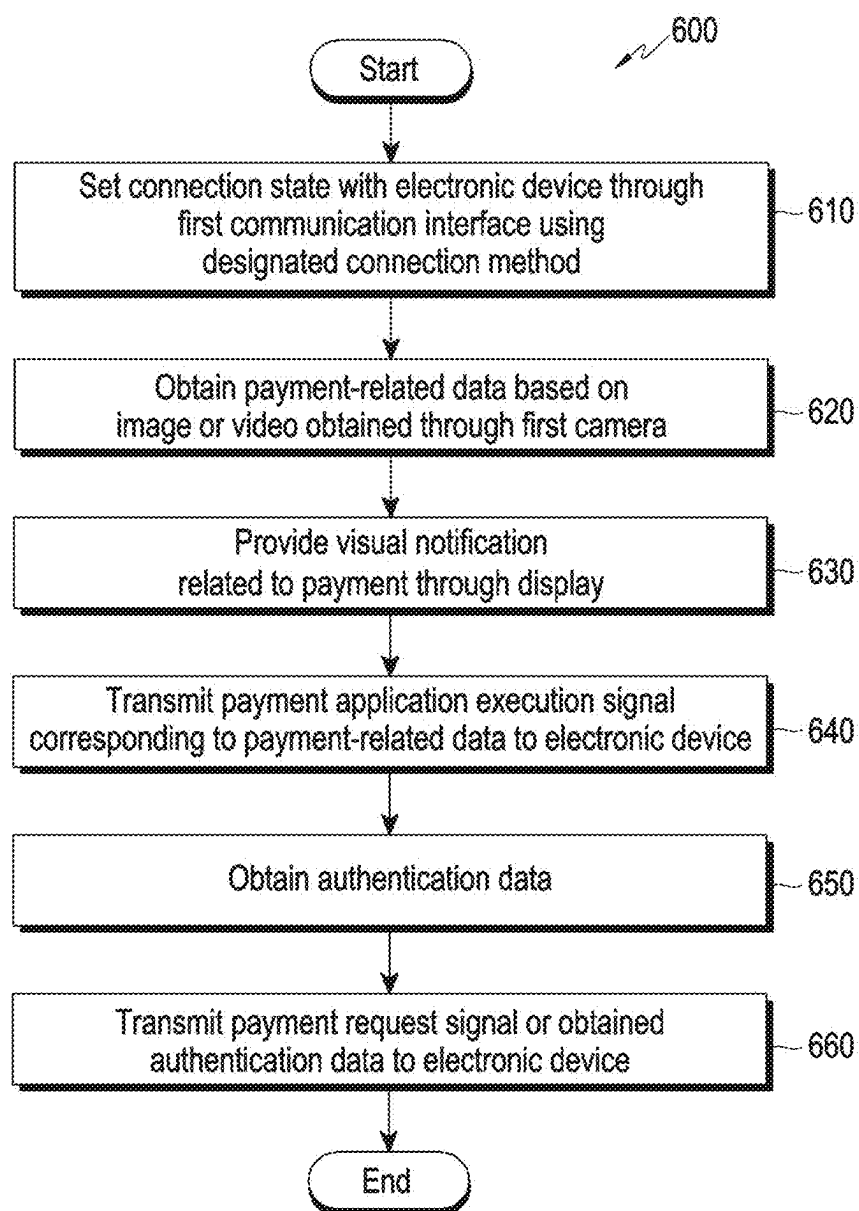 600
Start
Set connection state with electronic device through
first communication interface using
designated connection method
610
Obtain payment-related data based on
image or video obtained through first camera
620
Provide visual notification
related to payment through display
630
Transmit payment application execution signal
corresponding to payment-related data to electronic device
640
Obtain authentication data
650
Transmit payment request signal or obtained
authentication data to electronic device
660
End